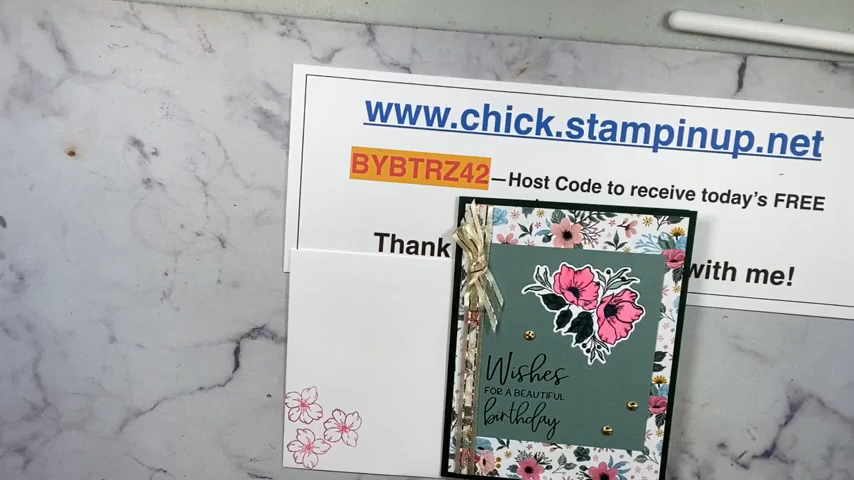 www.chick.stampinup.net
BYBTRZ42—Host Code to receive today's FREE
Thank with me!
Wishes
FOR A BEAUTIFUL
birthday